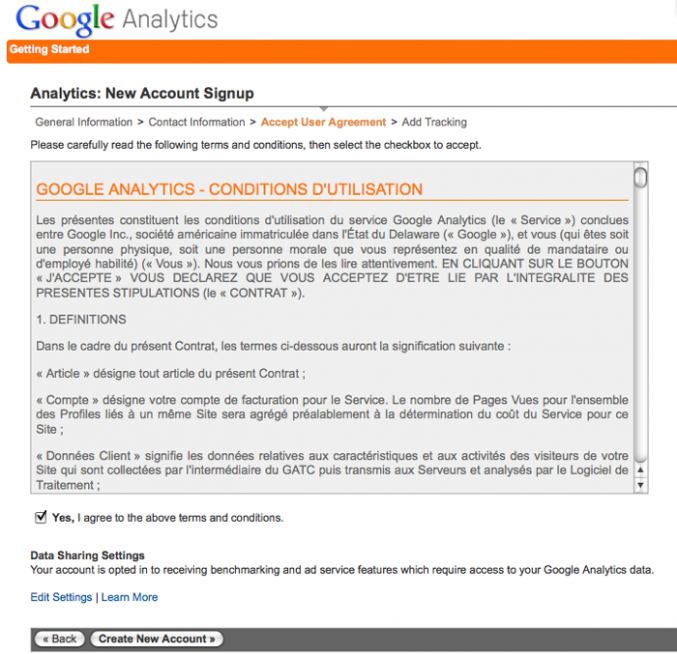 Google Analytics
Getting Started
Analytics: New Account Signup
General Information > Contact Information > Accept User Agreement > Add Tracking
Please carefully read the following terms and conditions, then select the checkbox to accept.
GOOGLE ANALYTICS - CONDITIONS D'UTILISATION
Les présentes constituent les conditions d'utilisation du service Google Analytics (le « Service ») conclues
entre Google Inc., société américaine immatriculée dans l'État du Delaware (« Google »), et vous (qui êtes soit
une personne physique, soit une personne morale que vous représentez en qualité de mandataire ou
d'employé habilité) (« Vous »). Nous vous prions de les lire attentivement. EN CLIQUANT SUR LE BOUTON
« J'ACCEPTE » VOUS DECLAREZ QUE VOUS ACCEPTEZ D'ETRE LIE PAR L'INTEGRALITE DES
PRESENTES STIPULATIONS (le « CONTRAT »).
1. DEFINITIONS
Dans le cadre du présent Contrat, les termes ci-dessous auront la signification suivante :
« Article » désigne tout article du présent Contrat ;
« Compte » désigne votre compte de facturation pour le Service. Le nombre de Pages Vues pour l'ensemble
des Profiles liés à un même Site sera agrégé préalablement à la détermination du coût du Service pour ce
Site ;
« Données Client » signifie les données relatives aux caractéristiques et aux activités des visiteurs de votre
Site qui sont collectées par l'intermédiaire du GATC puis transmis aux Serveurs et analysés par le Logiciel de
Traitement ;
Yes, I agree to the above terms and conditions.
Data Sharing Settings
Your account is opted in to receiving benchmarking and ad service features which require access to your Google Analytics data.
Edit Settings | Learn More
« Back Create New Account »